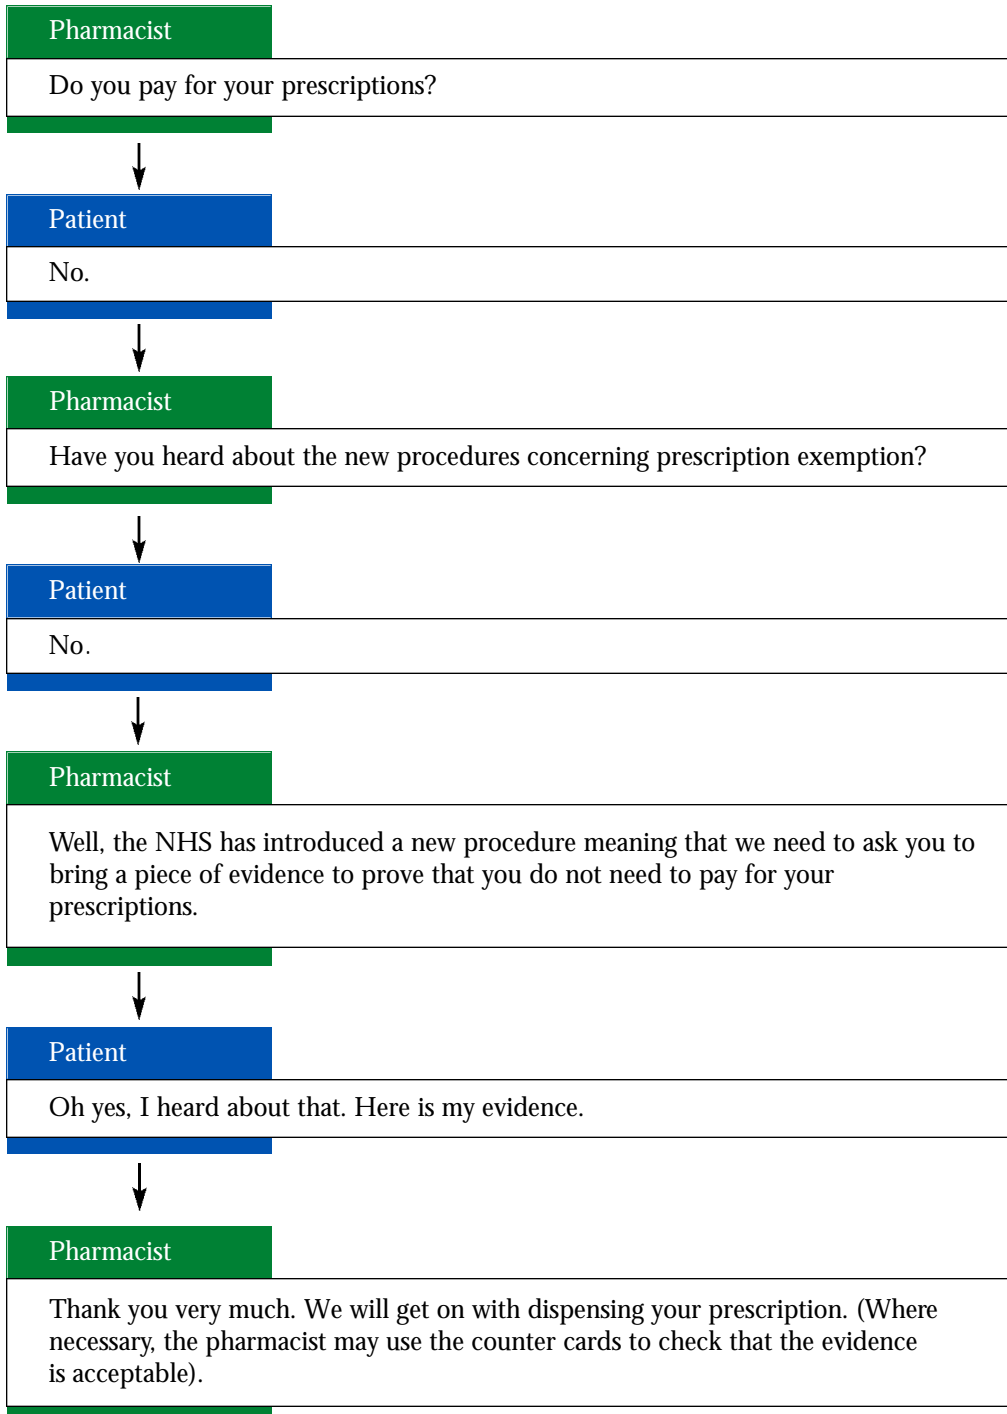 Pharmacist
Do you pay for your prescriptions?
Patient
No.
Pharmacist
Have you heard about the new procedures concerning prescription exemption?
Patient
No.
Pharmacist
Well, the NHS has introduced a new procedure meaning that we need to ask you to
bring a piece of evidence to prove that you do not need to pay for your
prescriptions.
Patient
Oh yes, I heard about that. Here is my evidence.
Pharmacist
Thank you very much. We will get on with dispensing your prescription. (Where
necessary, the pharmacist may use the counter cards to check that the evidence
is acceptable).